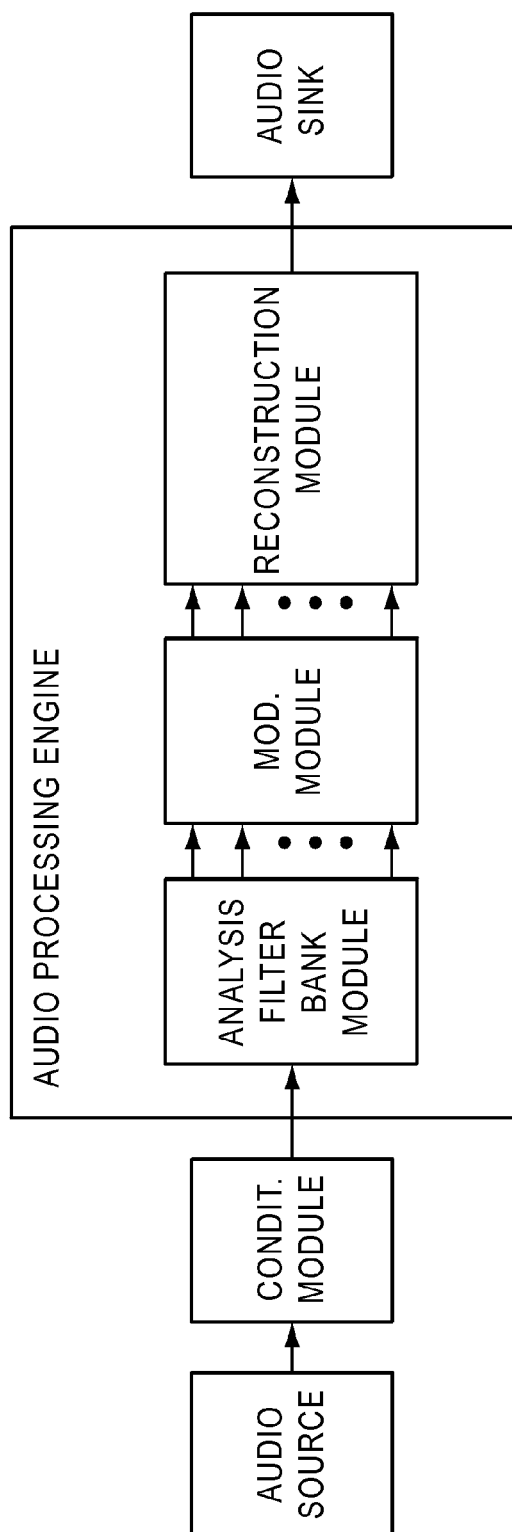 AUDIO
SOURCE
CONDIT.
MODULE
AUDIO PROCESSING ENGINE
ANALYSIS
FILTER
BANK
MODULE
MOD.
MODULE
RECONSTRUCTION
MODULE
AUDIO
SINK